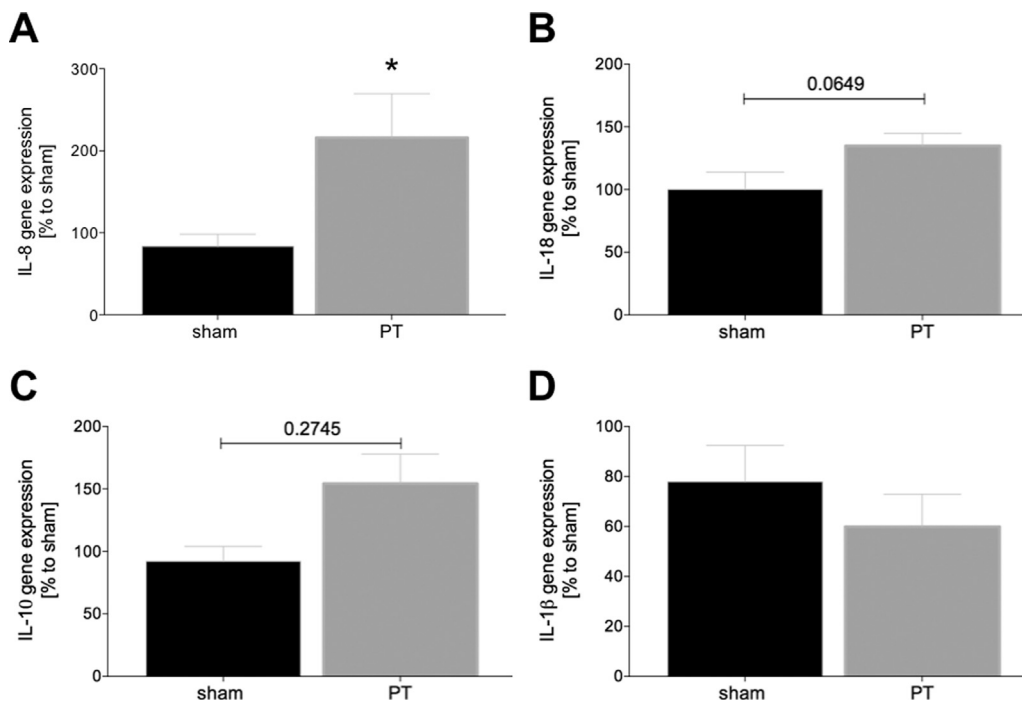 A
IL-8 gene expression
[% to sham]
300
200
100
0
*
sham
PT
B
IL-18 gene expression
[% to sham]
200
150
100
50
0
0.0649
sham
PT
C
IL-10 gene expression
[% to sham]
200
150
100
50
0
0.2745
sham
PT
D
IL-1β gene expression
[% to sham]
100
80
60
40
20
0
sham
PT